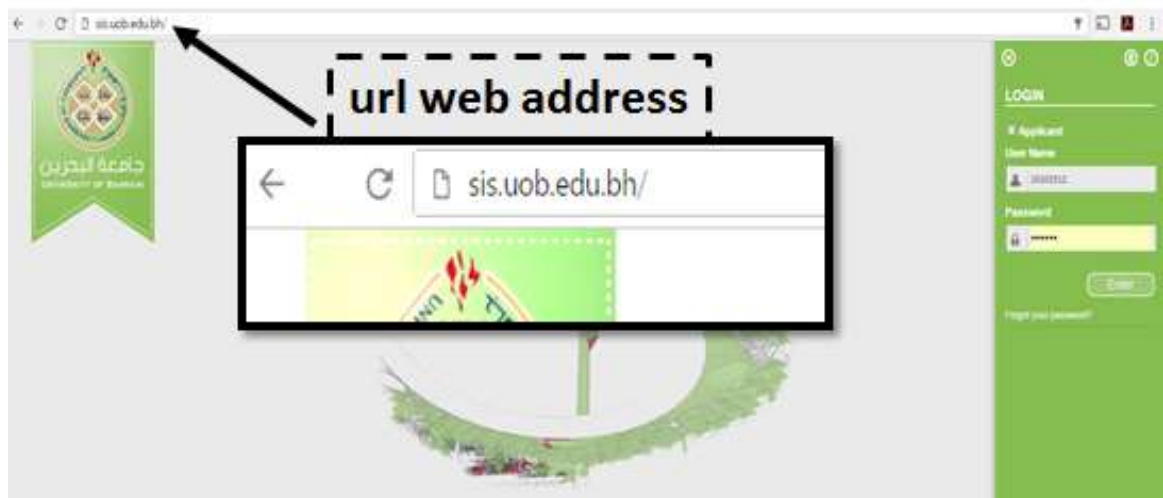 sis.uob.edu.bh/
url web address
sis.uob.edu.bh/
جامعة البحرين
UNIVERSITY OF BAHRAIN
LOGIN
Applicant
User Name
Password
••••••
Enter
Forgot your password?